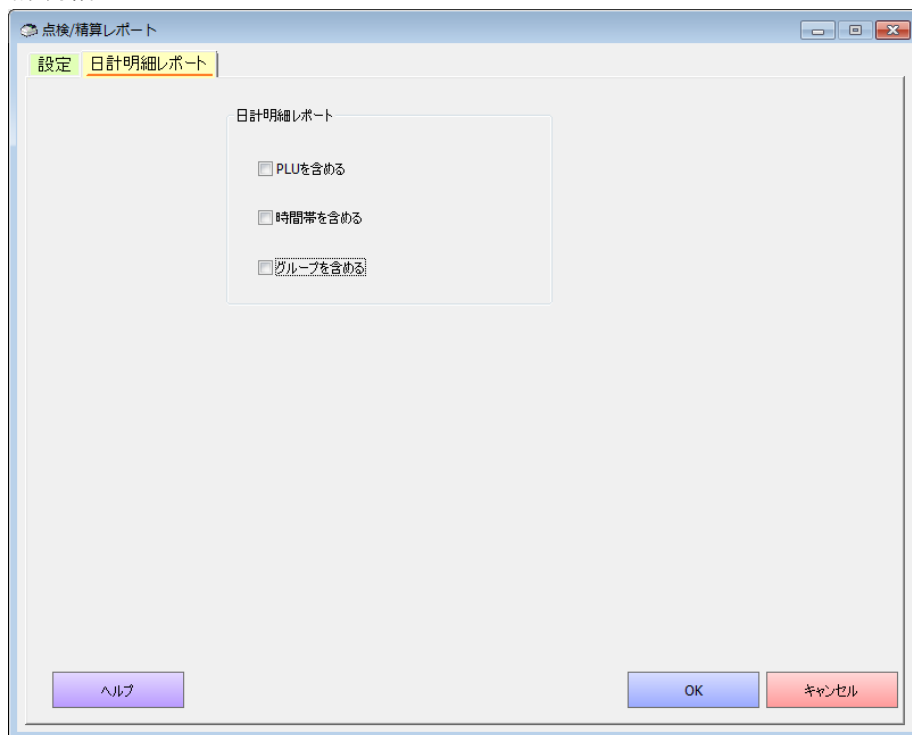 点検/精算レポート
設定 日計明細レポート
日計明細レポート
PLUを含める
時間帯を含める
グループを含める
ヘルプ OK キャンセル